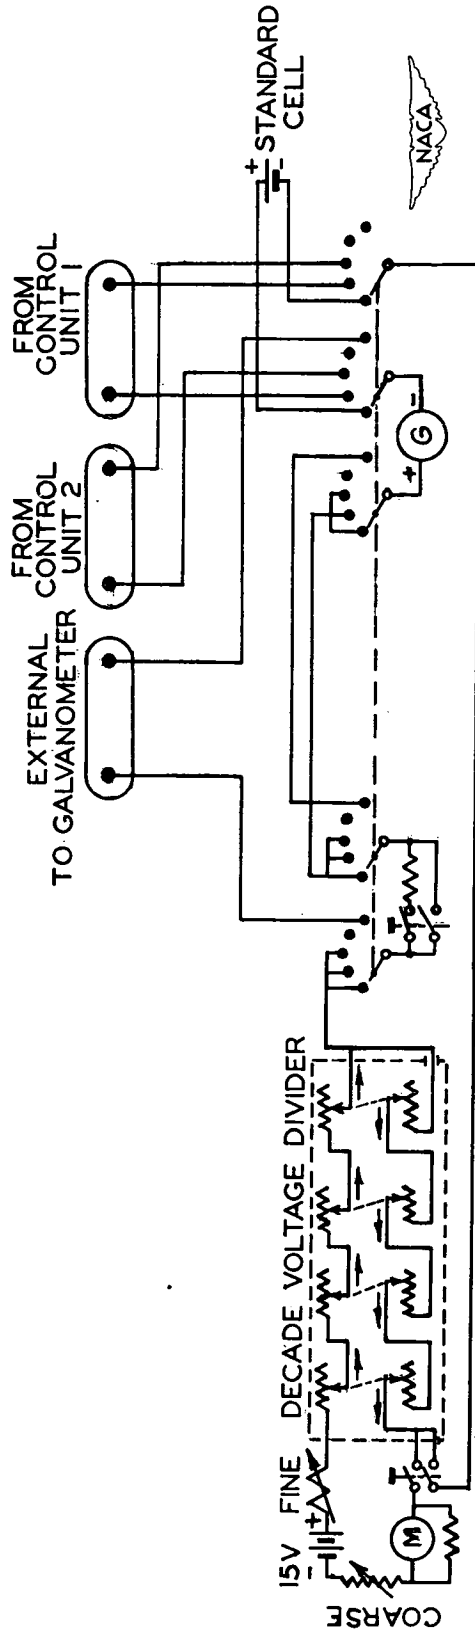 FROM
CONTROL
UNIT 1
FROM
CONTROL
UNIT 2
EXTERNAL
TO GALVANOMETER
+
-
STANDARD
CELL
NACA
G
+
-
DECADE VOLTAGE DIVIDER
FINE
15V
+
-
M
COARSE